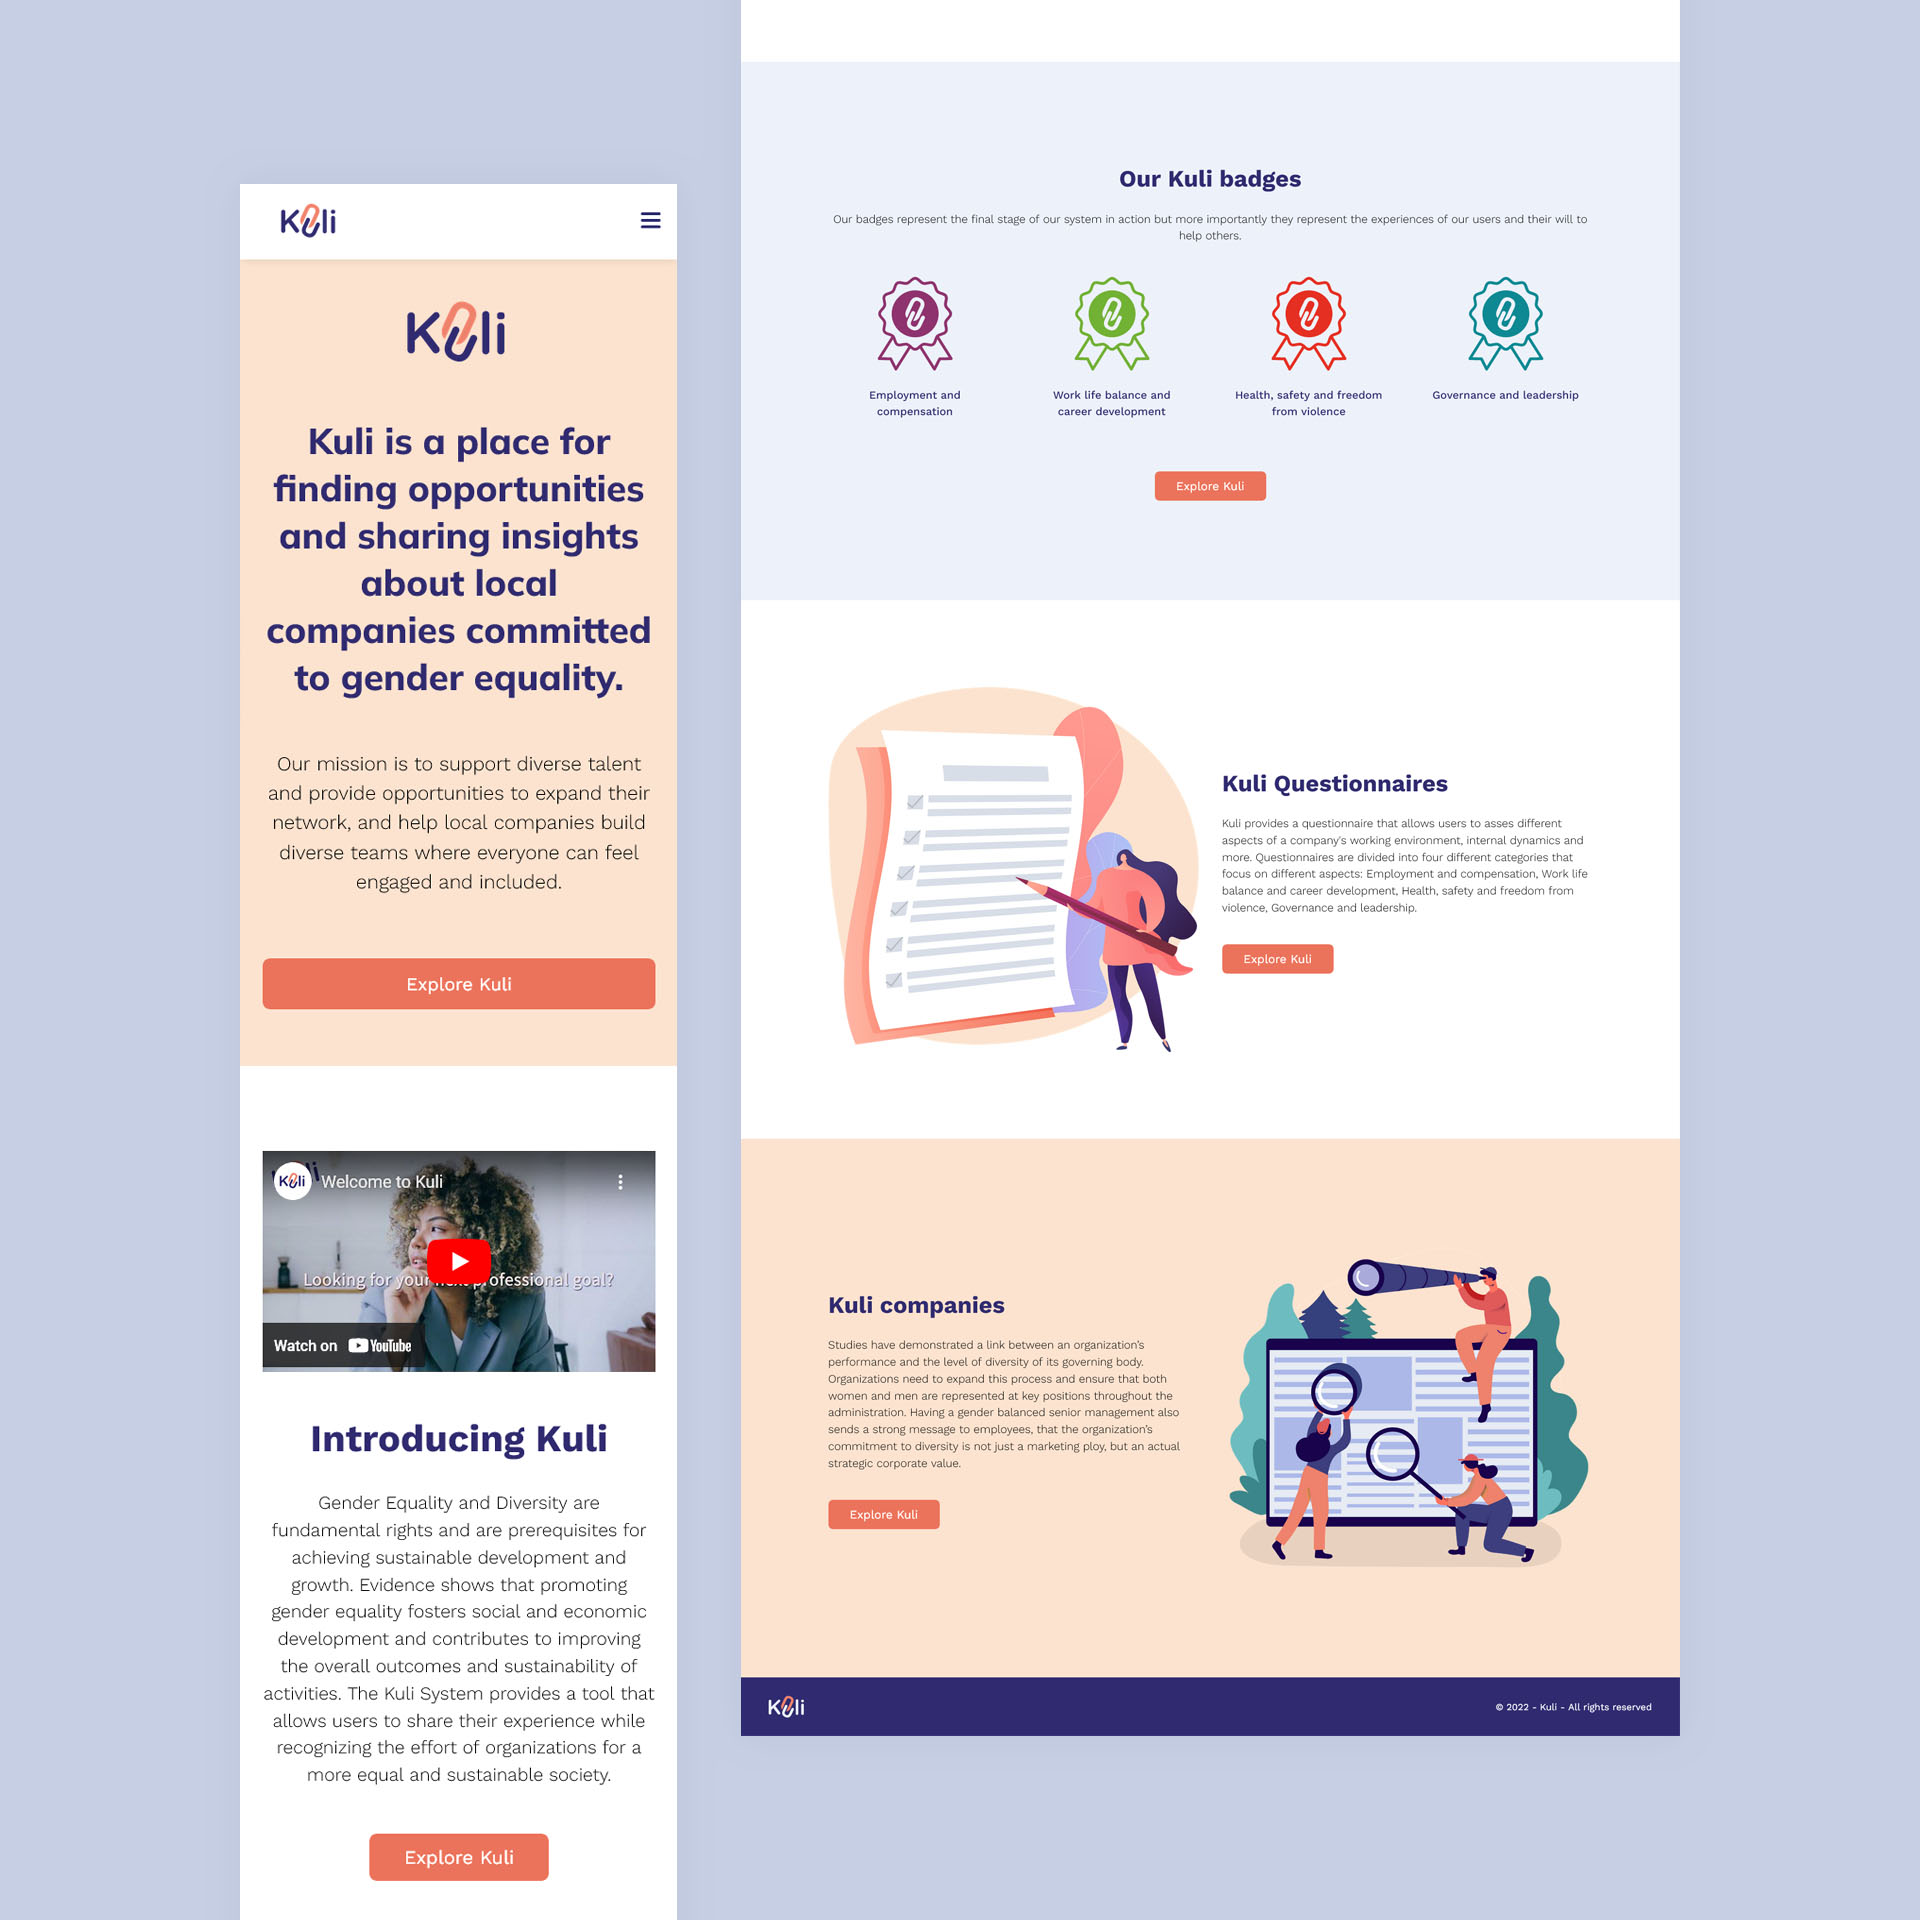 Kuli
Kuli
Kuli is a place for
finding opportunities
and sharing insights
about local
companies committed
to gender equality.
Our mission is to support diverse talent
and provide opportunities to expand their
network, and help local companies build
diverse teams where everyone can feel
engaged and included.
Explore Kuli
Kuli
Welcome to Kuli
Looking for your next professional goal?
Watch on YouTube
Introducing Kuli
Gender Equality and Diversity are
fundamental rights and are prerequisites for
achieving sustainable development and
growth. Evidence shows that promoting
gender equality fosters social and economic
development and contributes to improving
the overall outcomes and sustainability of
activities. The Kuli System provides a tool that
allows users to share their experience while
recognizing the effort of organizations for a
more equal and sustainable society.
Explore Kuli
Our Kuli badges
Our badges represent the final stage of our system in action but more importantly they represent the experiences of our users and their will to
help others.
Employment and
compensation
Work life balance and
career development
Health, safety and freedom
from violence
Governance and leadership
Explore Kuli
Kuli Questionnaires
Kuli provides a questionnaire that allows users to asses different
aspects of a company's working environment, internal dynamics and
more. Questionnaires are divided into four different categories that
focus on different aspects: Employment and compensation, Work life
balance and career development, Health, safety and freedom from
violence, Governance and leadership.
Explore Kuli
Kuli companies
Studies have demonstrated a link between an organization's
performance and the level of diversity of its governing body.
Organizations need to expand this process and ensure that both
women and men are represented at key positions throughout the
administration. Having a gender balanced senior management also
sends a strong message to employees, that the organization's
commitment to diversity is not just a marketing ploy, but an actual
strategic corporate value.
Explore Kuli
Kuli
© 2022 - Kuli - All rights reserved